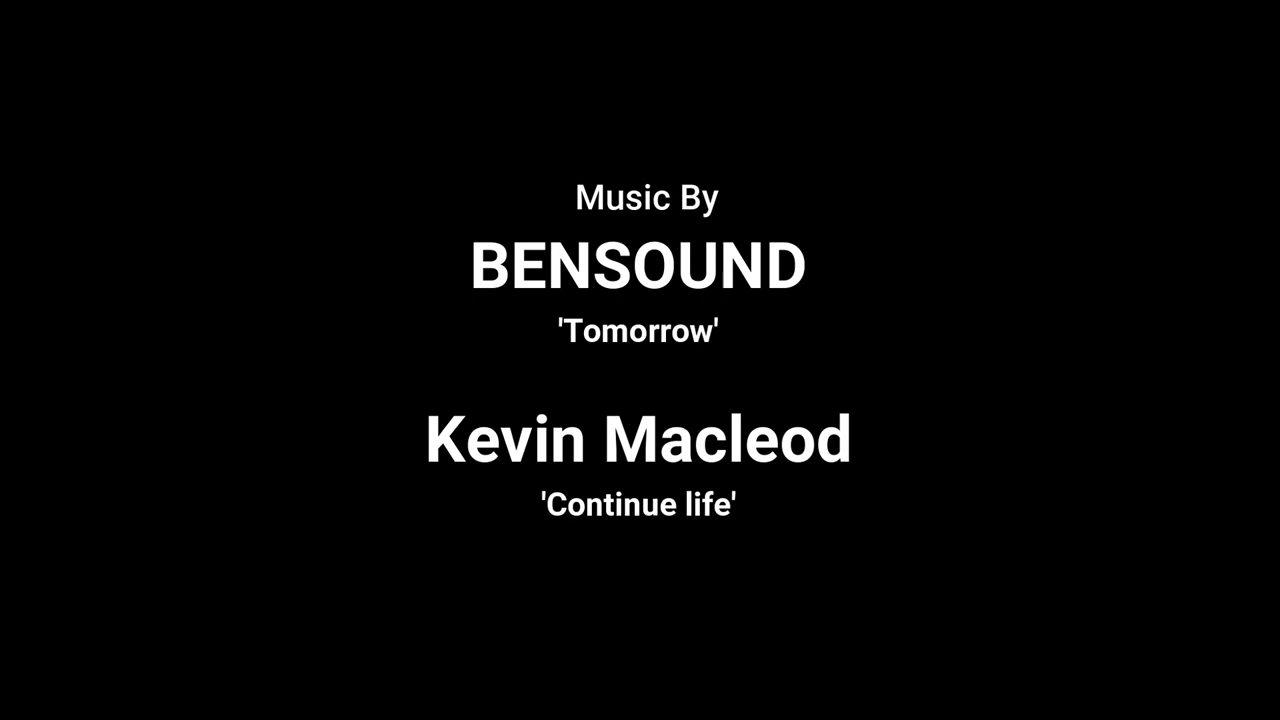 Music By
BENSOUND
'Tomorrow'
Kevin Macleod
'Continue life'